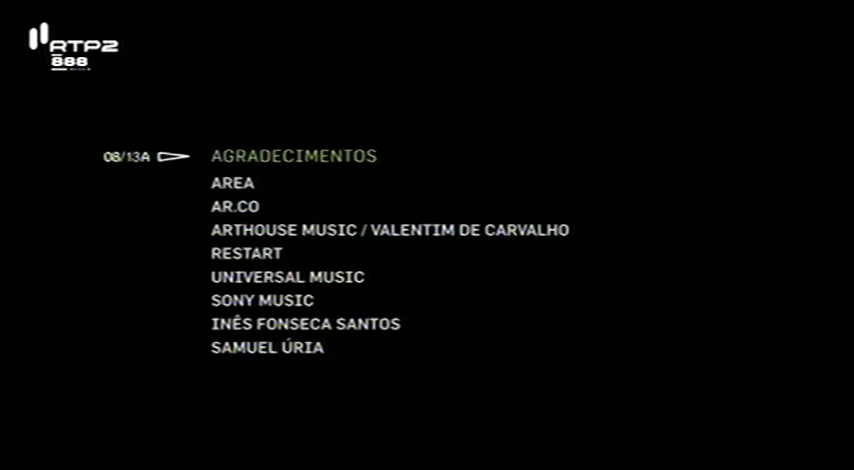 RTP2
888
08/13A
AGRADECIMENTOS
AREA
AR.CO
ARTHOUSE MUSIC / VALENTIM DE CARVALHO
RESTART
UNIVERSAL MUSIC
SONY MUSIC
INÊS FONSECA SANTOS
SAMUEL ÚRIA